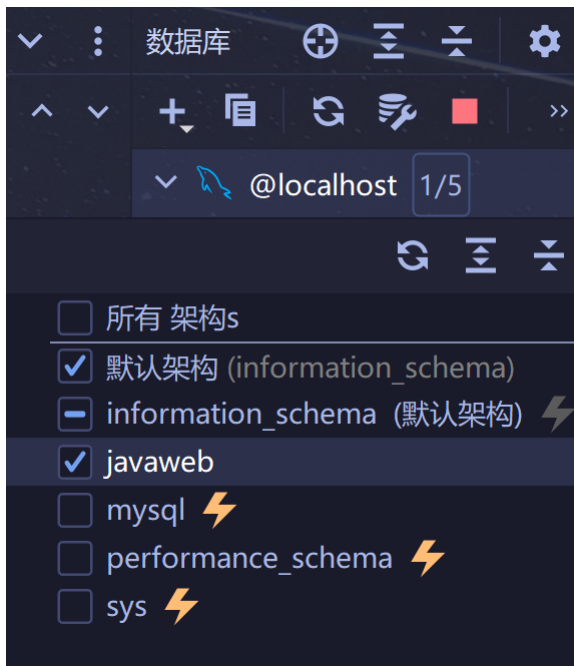 数据库
@localhost 1/5
所有 架构s
默认架构 (information_schema)
information_schema (默认架构)
javaweb
mysql
performance_schema
sys